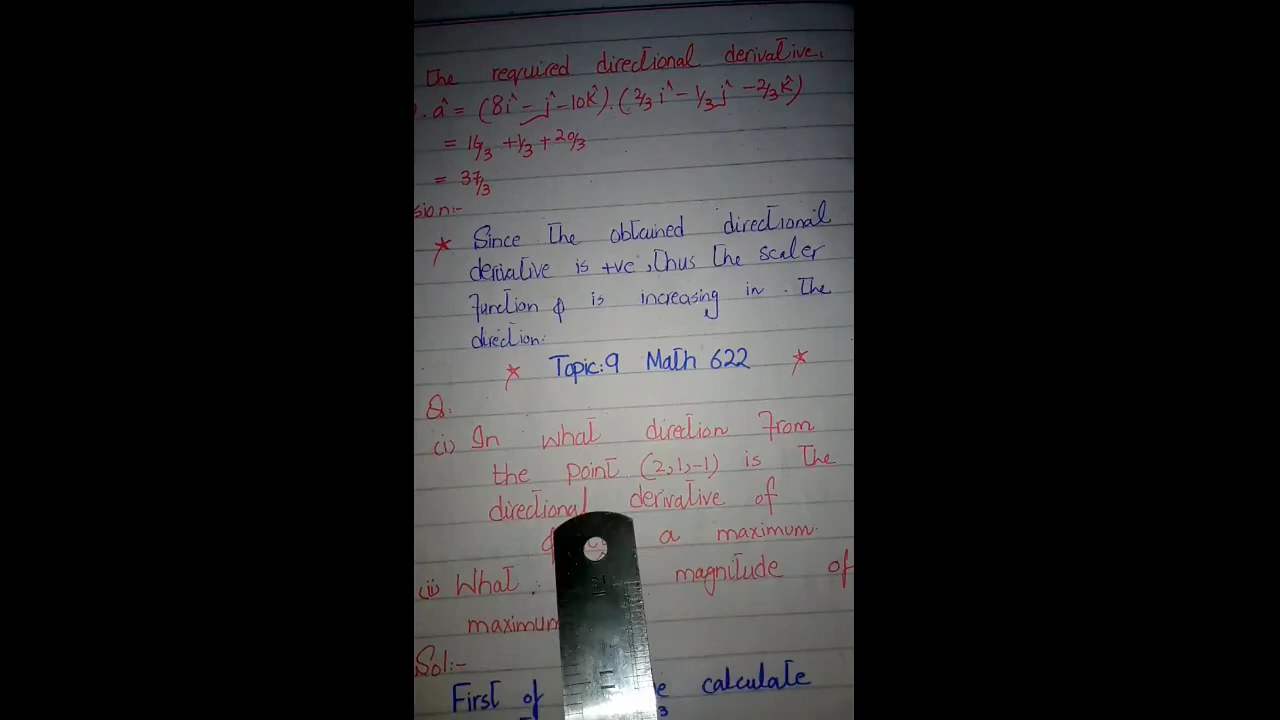 The required directional derivative.
. â = (8î - ĵ - 10k̂).(2/3 î - 1/3 ĵ - 2/3 k̂)
= 16/3 + 1/3 + 20/3
= 37/3
sion:-
* Since the obtained directional
derivative is +ve, Thus the scaler
function φ is increasing in the
direction.
* Topic:9 Math 622 *
Q.
(i) In what direction from
the point (2,1,-1) is the
directional derivative of
a maximum.
(ii) What magnitude of
maximum
Sol:-
First of calculate